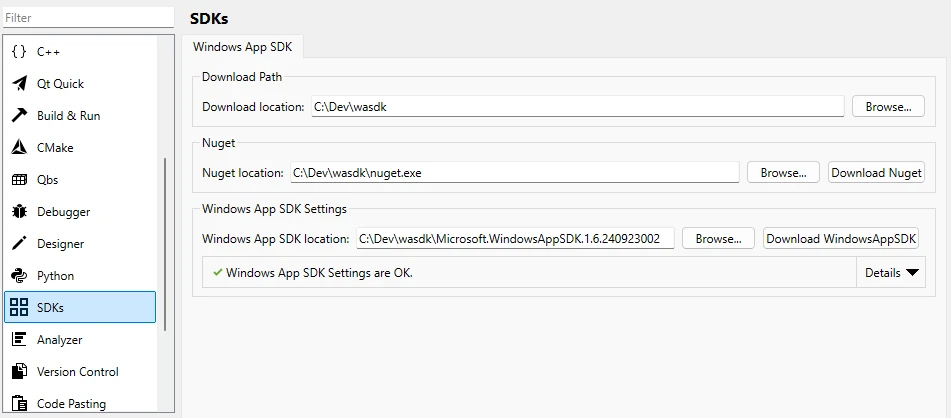 Filter
C++
Qt Quick
Build & Run
CMake
Qbs
Debugger
Designer
Python
SDKs
Analyzer
Version Control
Code Pasting
SDKs
Windows App SDK
Download Path
Download location: C:\Dev\wasdk Browse...
Nuget
Nuget location: C:\Dev\wasdk\nuget.exe Browse... Download Nuget
Windows App SDK Settings
Windows App SDK location: C:\Dev\wasdk\Microsoft.WindowsAppSDK.1.6.240923002 Browse... Download WindowsAppSDK
Windows App SDK Settings are OK. Details